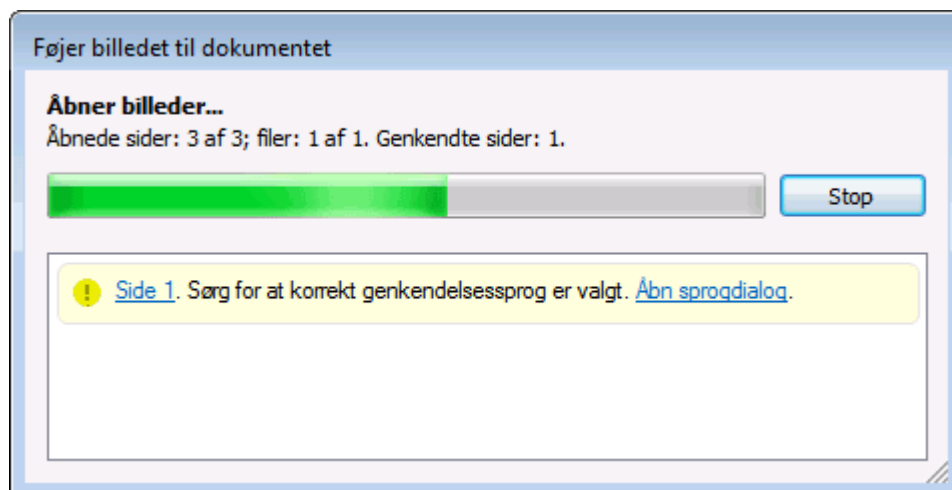 Føjer billedet til dokumentet
Åbner billeder...
Åbnede sider: 3 af 3; filer: 1 af 1. Genkendte sider: 1.
Stop
Side 1. Sørg for at korrekt genkendelsessprog er valgt. Åbn sprogdialog.